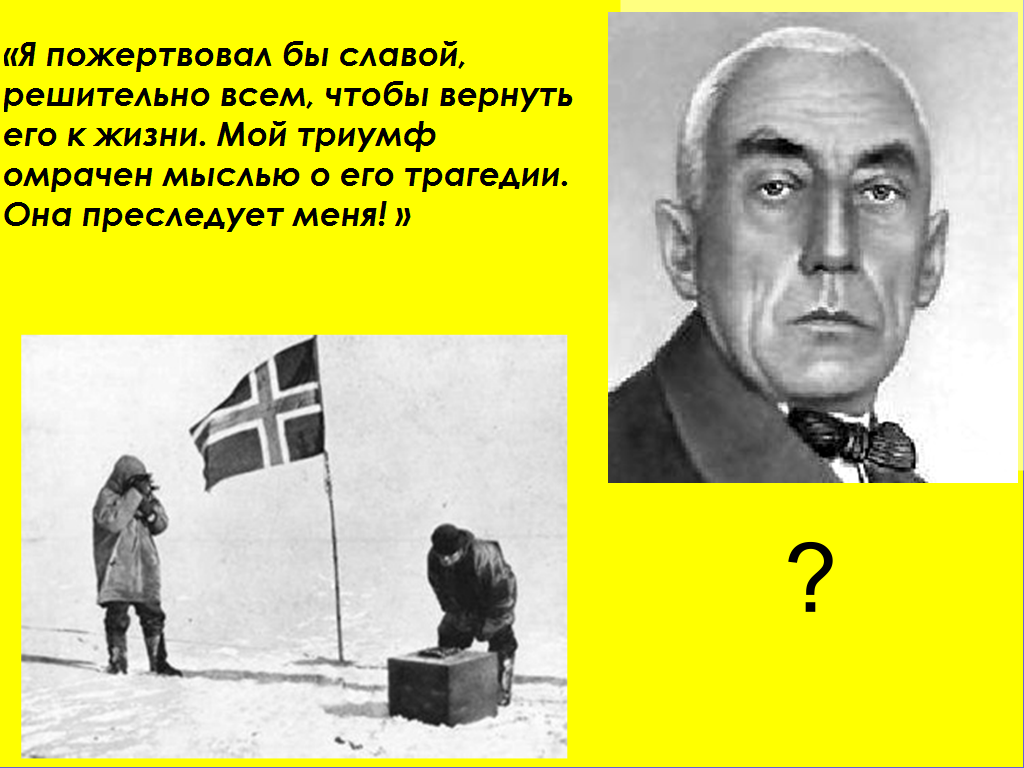 «Я пожертвовал бы славой,
решительно всем, чтобы вернуть
его к жизни. Мой триумф
омрачен мыслью о его трагедии.
Она преследует меня! »
?